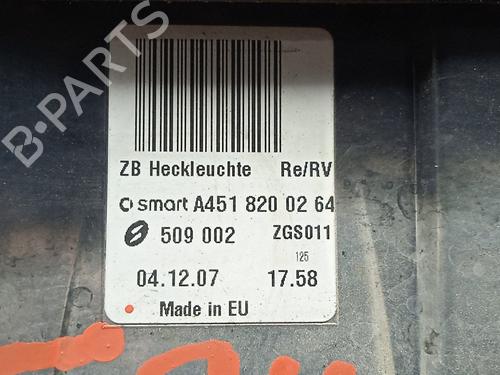 ZB Heckleuchte Re/RV
smart A451 820 02 64
509 002 ZGS011
125
04.12.07 17.58
Made in EU
B-PARTS